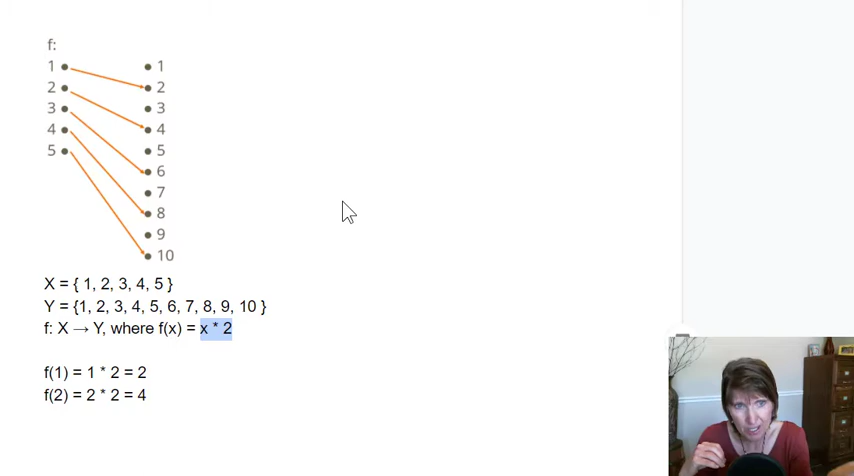 f:
1 1
2 2
3 3
4 4
5 5
6
7
8
9
10
X = { 1, 2, 3, 4, 5 }
Y = {1, 2, 3, 4, 5, 6, 7, 8, 9, 10 }
f: X → Y, where f(x) = x * 2
f(1) = 1 * 2 = 2
f(2) = 2 * 2 = 4